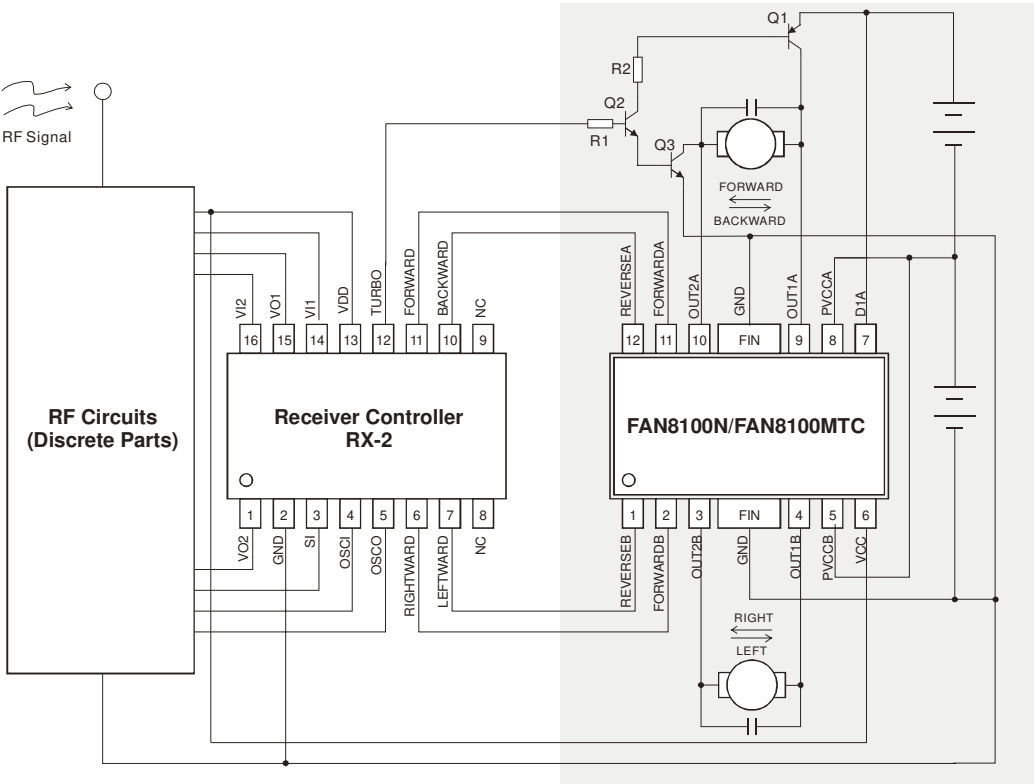 Q1
R2
Q2
R1
Q3
RF Signal
FORWARD
BACKWARD
VI2
VO1
VI1
VDD
TURBO
FORWARD
BACKWARD
NC
REVERSEA
FORWARDA
OUT2A
GND
OUT1A
PVCCA
D1A
16 15 14 13 12 11 10 9
12 11 10 FIN 9 8 7
RF Circuits
(Discrete Parts)
Receiver Controller
RX-2
FAN8100N/FAN8100MTC
1 2 3 4 5 6 7 8
1 2 3 FIN 4 5 6
VO2
GND
SI
OSCI
OSCO
RIGHTWARD
LEFTWARD
NC
REVERSEB
FORWARDB
OUT2B
GND
OUT1B
PVCCB
VCC
RIGHT
LEFT